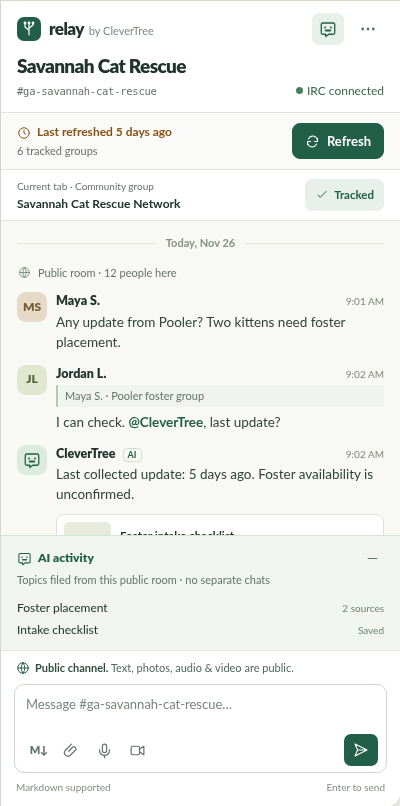 relay by CleverTree
Savannah Cat Rescue
#ga-savannah-cat-rescue
IRC connected
Last refreshed 5 days ago
6 tracked groups
Refresh
Current tab · Community group
Savannah Cat Rescue Network
Tracked
Today, Nov 26
Public room · 12 people here
MS
Maya S.
9:01 AM
Any update from Pooler? Two kittens need foster
placement.
JL
Jordan L.
9:02 AM
Maya S. · Pooler foster group
I can check. @CleverTree, last update?
CleverTree AI
9:02 AM
Last collected update: 5 days ago. Foster availability is
unconfirmed.
Foster intake checklist
AI activity
Topics filed from this public room · no separate chats
Foster placement
2 sources
Intake checklist
Saved
Public channel. Text, photos, audio & video are public.
Message #ga-savannah-cat-rescue...
M↓
Markdown supported
Enter to send